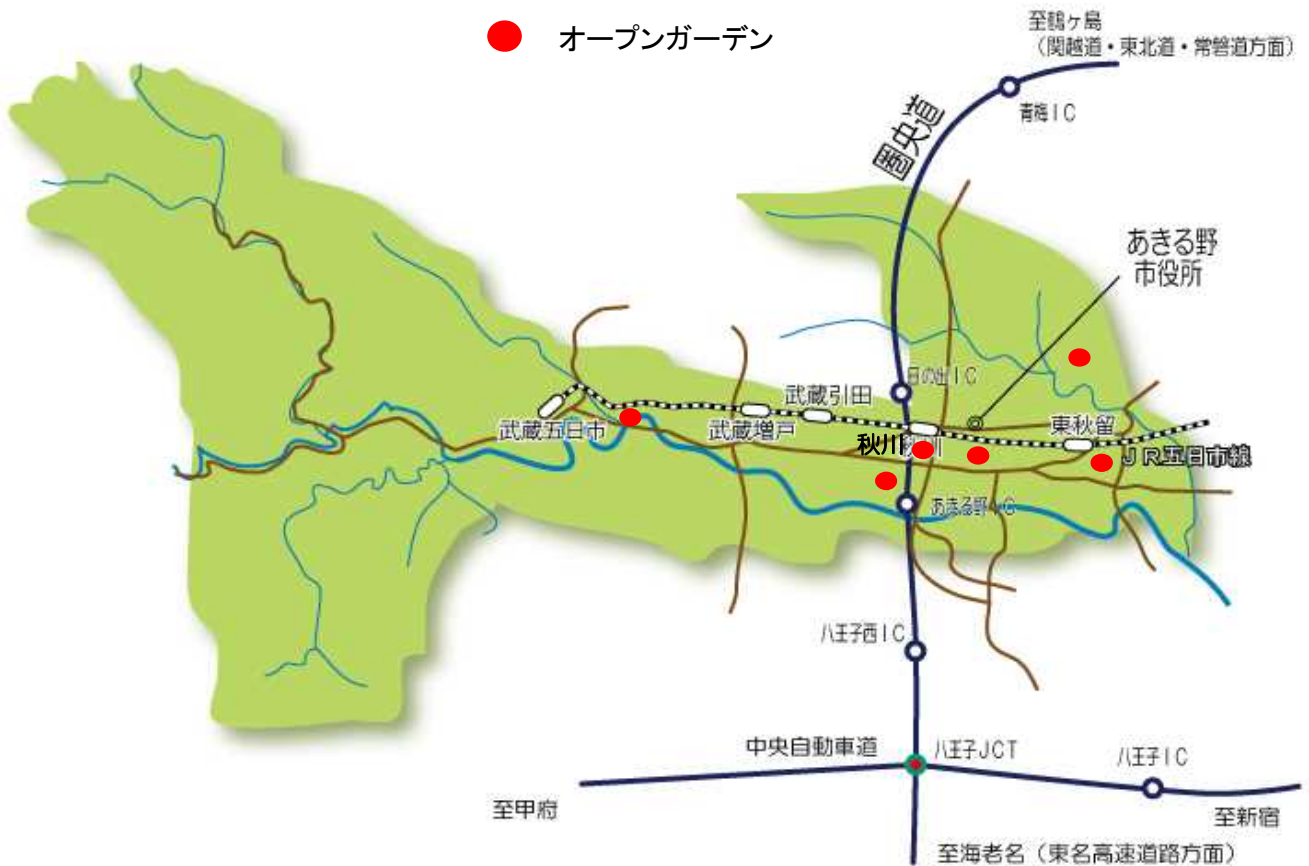 オープンガーデン
至鶴ヶ島
（関越道・東北道・常磐道方面）
青梅IC
圏央道
あきる野
市役所
日の出IC
武蔵引田
武蔵五日市
武蔵増戸
秋川
東秋留
JR五日市線
あきる野IC
八王子西IC
中央自動車道
八王子JCT
八王子IC
至甲府
至新宿
至海老名（東名高速道路方面）